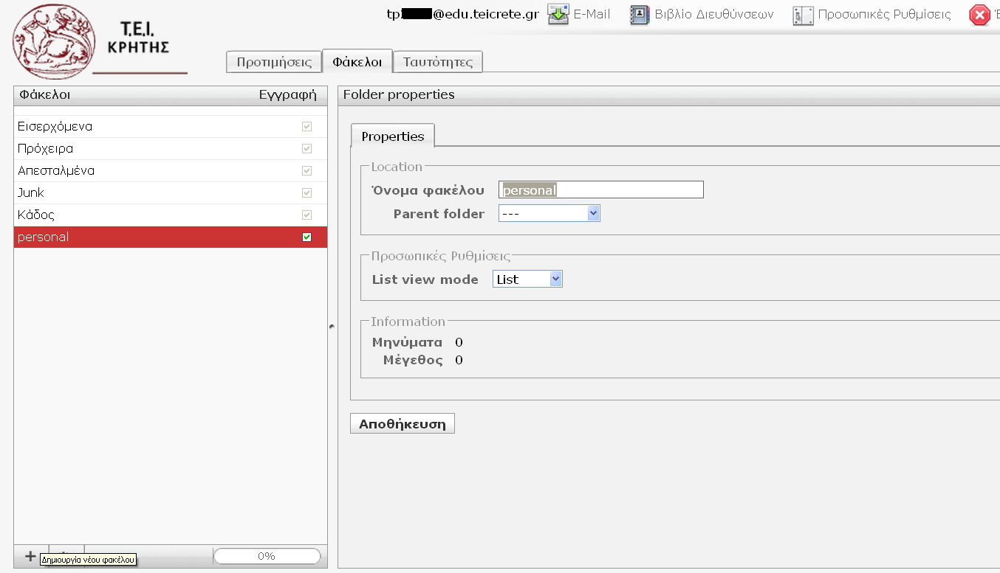 tp @edu.teicrete.gr E-Mail Βιβλίο Διευθύνσεων Προσωπικές Ρυθμίσεις
Τ.Ε.Ι.
ΚΡΗΤΗΣ
Προτιμήσεις Φάκελοι Ταυτότητες
Φάκελοι Εγγραφή
Folder properties
Εισερχόμενα
Πρόχειρα
Απεσταλμένα
Junk
Κάδος
personal
Properties
Location
Όνομα φακέλου personal
Parent folder ---
Προσωπικές Ρυθμίσεις
List view mode List
Information
Μηνύματα 0
Μέγεθος 0
Αποθήκευση
Δημιουργία νέου φακέλου
0%